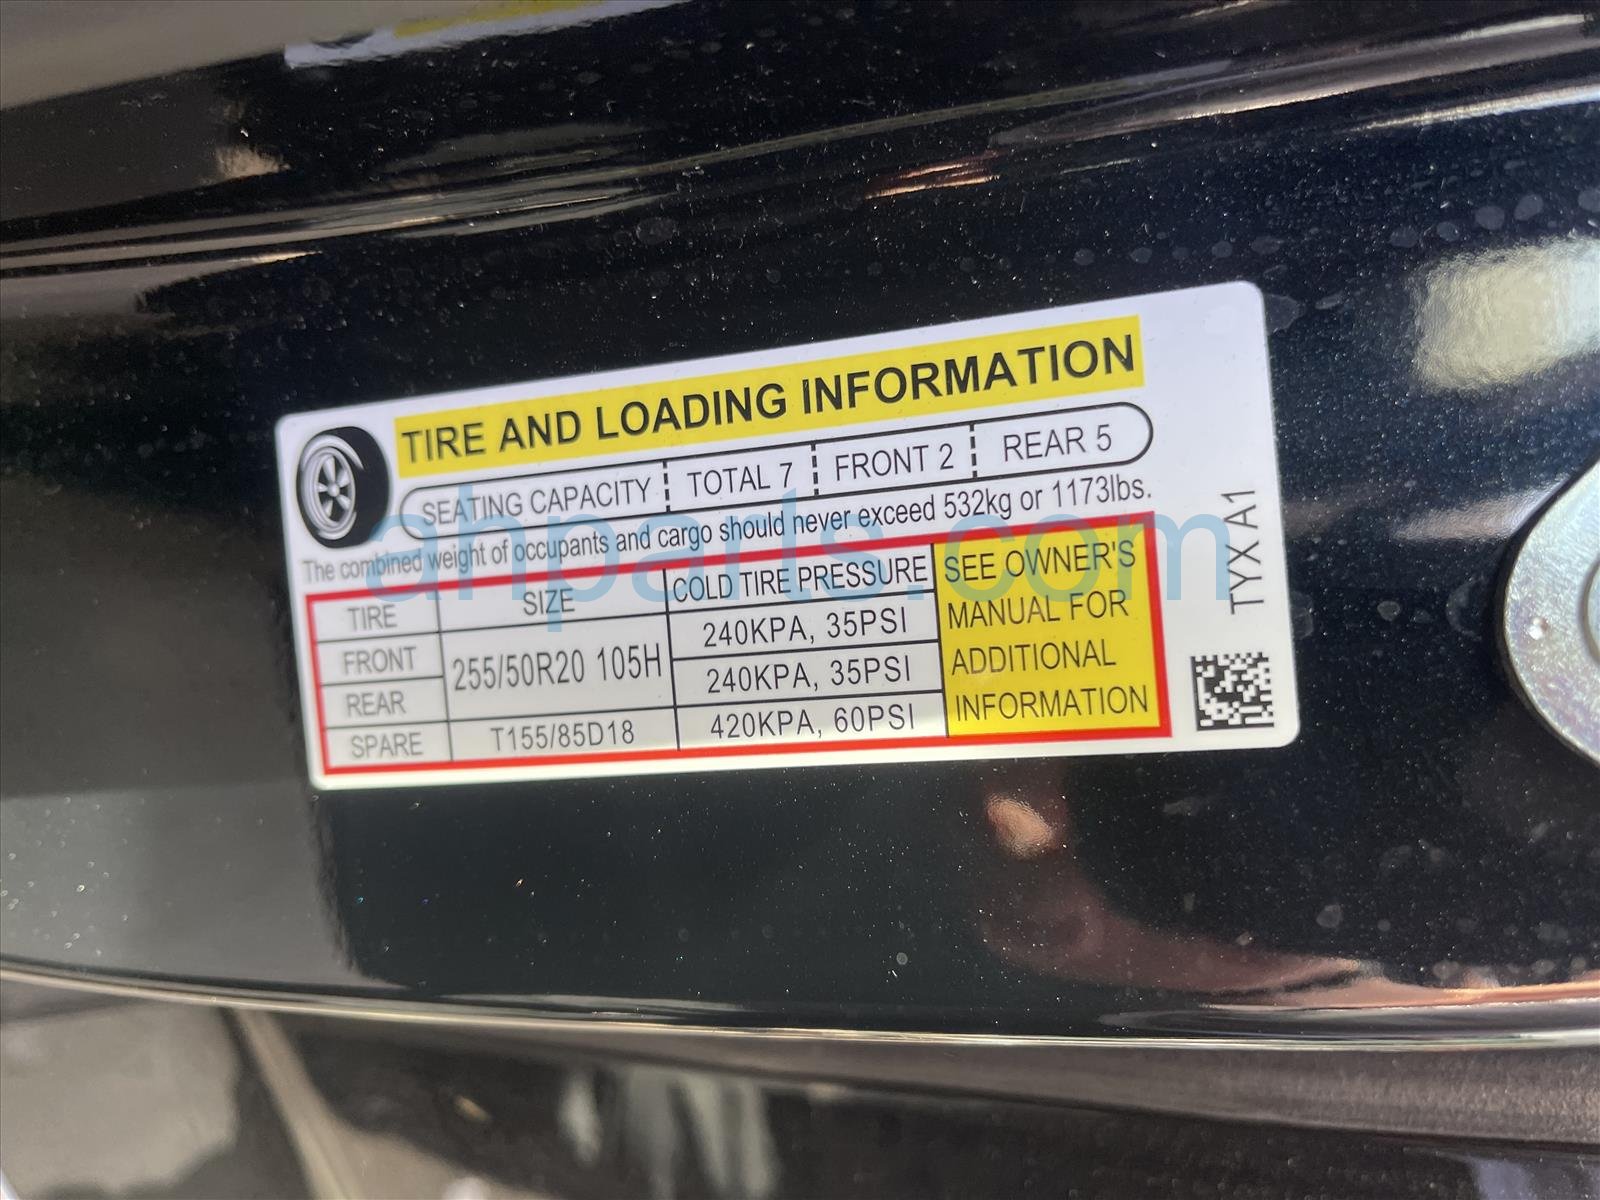 TIRE AND LOADING INFORMATION
SEATING CAPACITY TOTAL 7 FRONT 2 REAR 5
The combined weight of occupants and cargo should never exceed 532kg or 1173lbs.
TIRE SIZE COLD TIRE PRESSURE
FRONT 255/50R20 105H 240KPA, 35PSI
REAR 240KPA, 35PSI
SPARE T155/85D18 420KPA, 60PSI
SEE OWNER'S
MANUAL FOR
ADDITIONAL
INFORMATION
TYX A1
ahparts.com